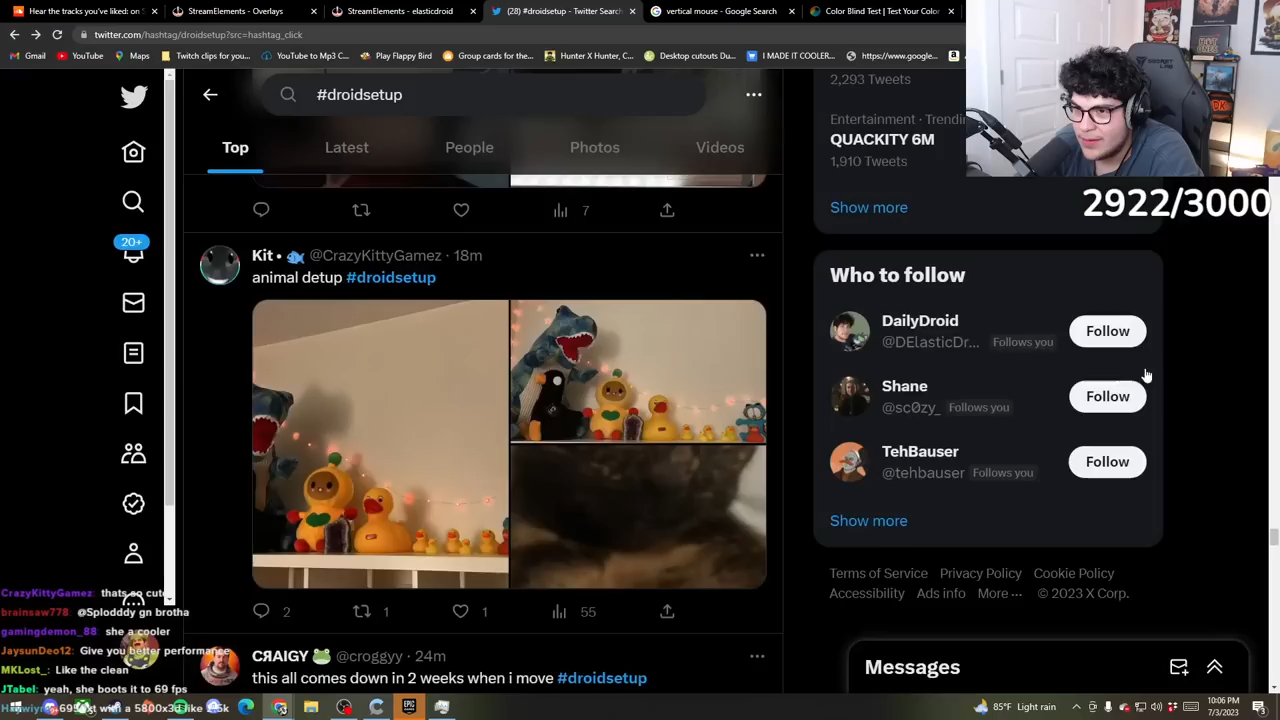 Hear the tracks you've liked: on S
StreamElements - Overlays
StreamElements - elasticdroid
(28) #droidsetup - Twitter Search
vertical mouse - Google Search
Color Blind Test | Test Your Color
twitter.com/hashtag/droidsetup?src=hashtag_click
Gmail YouTube Maps Twitch clips for you... YouTube to Mp3 C... Play Flappy Bird Group cards for the... Hunter X Hunter, C... Desktop cutouts Du... I MADE IT COOLER... https://www.google...
#droidsetup
Top Latest People Photos Videos
7
Kit • @CrazyKittyGamez · 18m
animal detup #droidsetup
2 1 1 55
CЯAIGY @croggyy · 24m
this all comes down in 2 weeks when i move #droidsetup
20+
2,293 Tweets
Entertainment · Trending
QUACKITY 6M
1,910 Tweets
Show more
SECRET LAB
2922/3000
Who to follow
DailyDroid
@DElasticDr... Follows you
Follow
Shane
@sc0zy_ Follows you
Follow
TehBauser
@tehbauser Follows you
Follow
Show more
Terms of Service Privacy Policy Cookie Policy
Accessibility Ads info More ··· © 2023 X Corp.
Messages
CrazyKittyGamez: thats so cute
brainsaw778: @Splodddy gn brotha
gamingdemon_88: she a cooler
JaysunDeo12: Give you better performance
MKLost_: Like the clean
JTabel: yeah, she boots it to 69 fps
EPIC
85°F Light rain
10:06 PM
7/3/2023
3